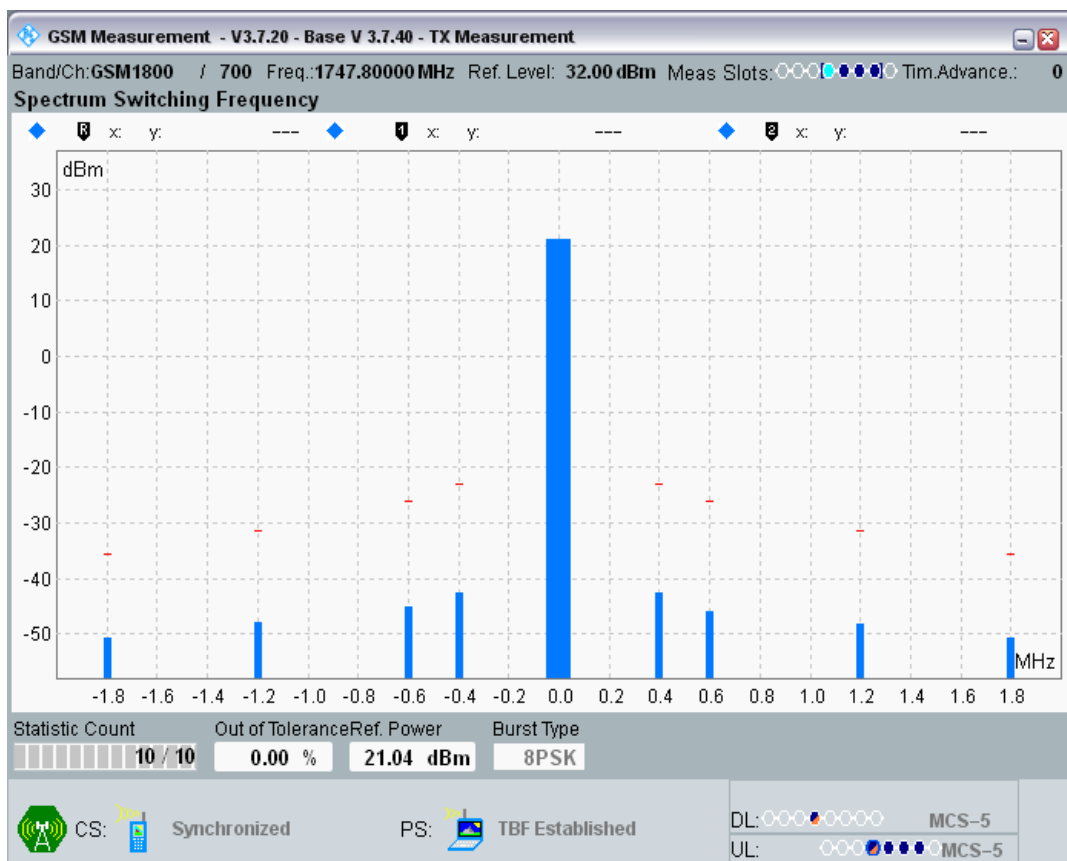 GSM Measurement - V3.7.20 - Base V 3.7.40 - TX Measurement
Band/Ch:GSM1800 / 700 Freq.:1747.80000 MHz Ref. Level: 32.00 dBm Meas Slots: Tim.Advance.: 0
Spectrum Switching Frequency
R x: y: --- 1 x: y: --- 2 x: y: ---
dBm
30
20
10
0
-10
-20
-30
-40
-50
MHz
-1.8 -1.6 -1.4 -1.2 -1.0 -0.8 -0.6 -0.4 -0.2 0.0 0.2 0.4 0.6 0.8 1.0 1.2 1.4 1.6 1.8
Statistic Count Out of Tolerance Ref. Power Burst Type
10 / 10 0.00 % 21.04 dBm 8PSK
CS: Synchronized PS: TBF Established
DL: MCS-5
UL: MCS-5